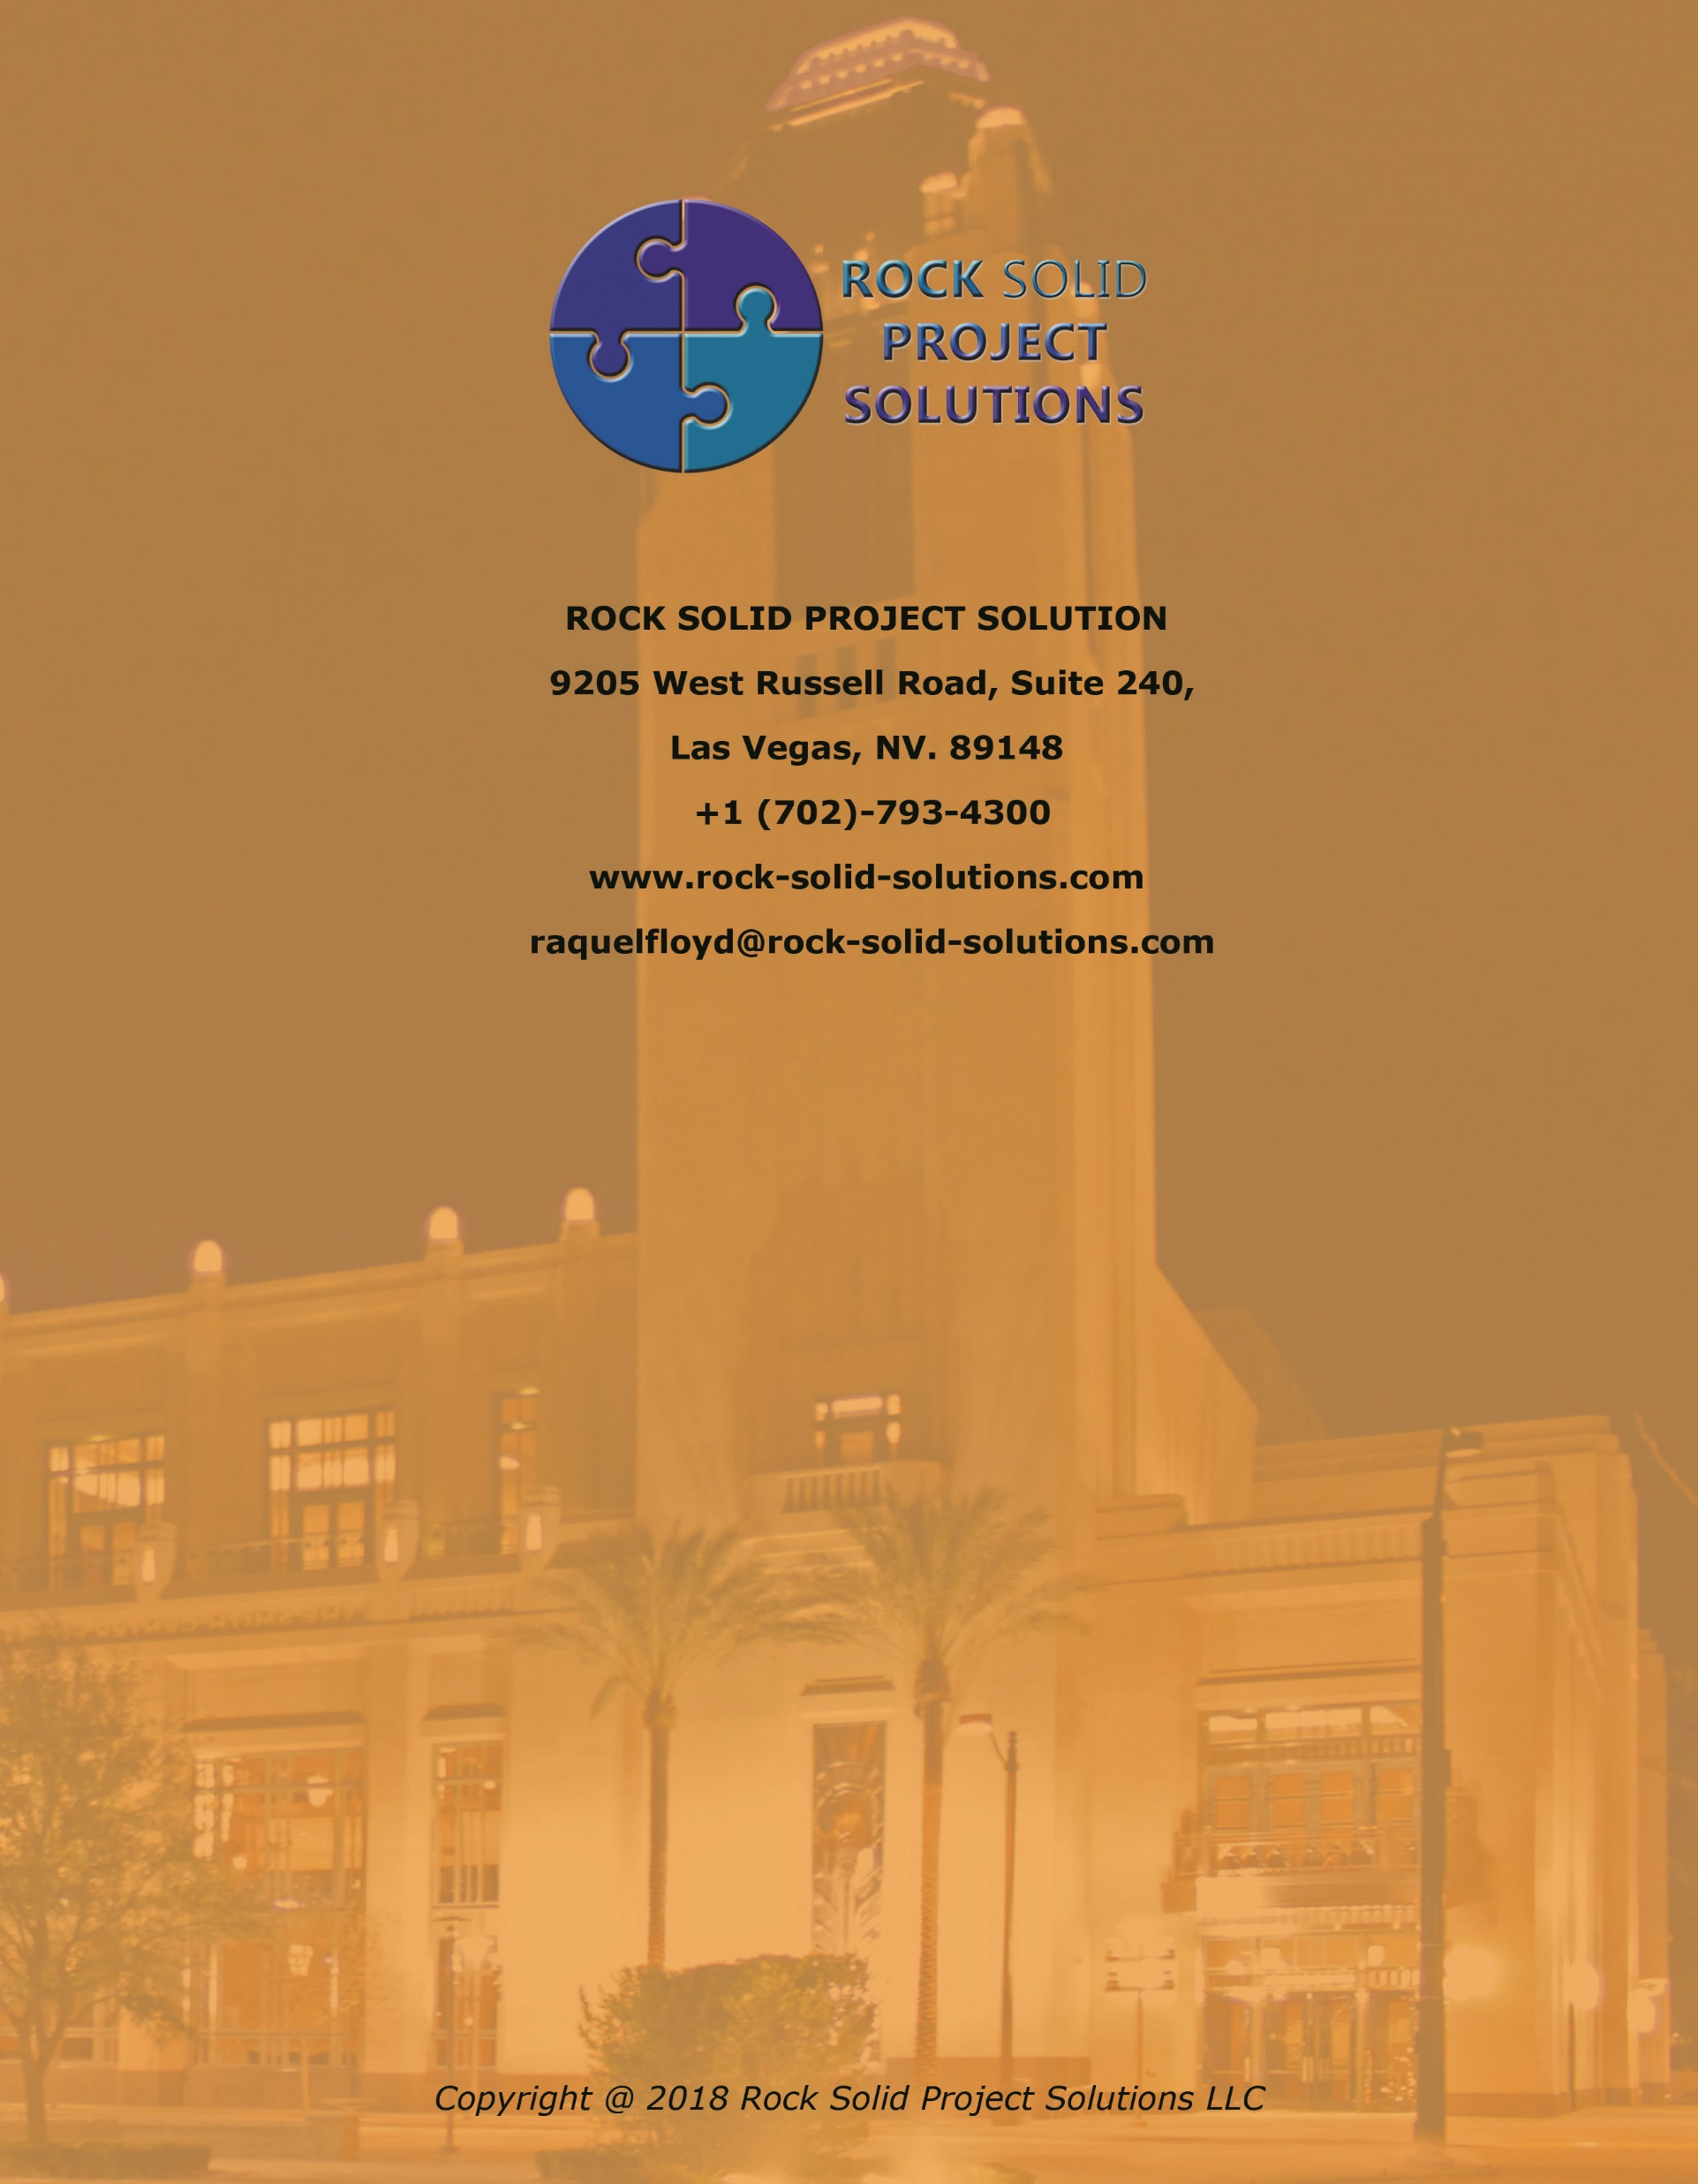 ROCK SOLID
PROJECT
SOLUTIONS
ROCK SOLID PROJECT SOLUTION
9205 West Russell Road, Suite 240,
Las Vegas, NV. 89148
+1 (702)-793-4300
www.rock-solid-solutions.com
raquelfloyd@rock-solid-solutions.com
Copyright @ 2018 Rock Solid Project Solutions LLC